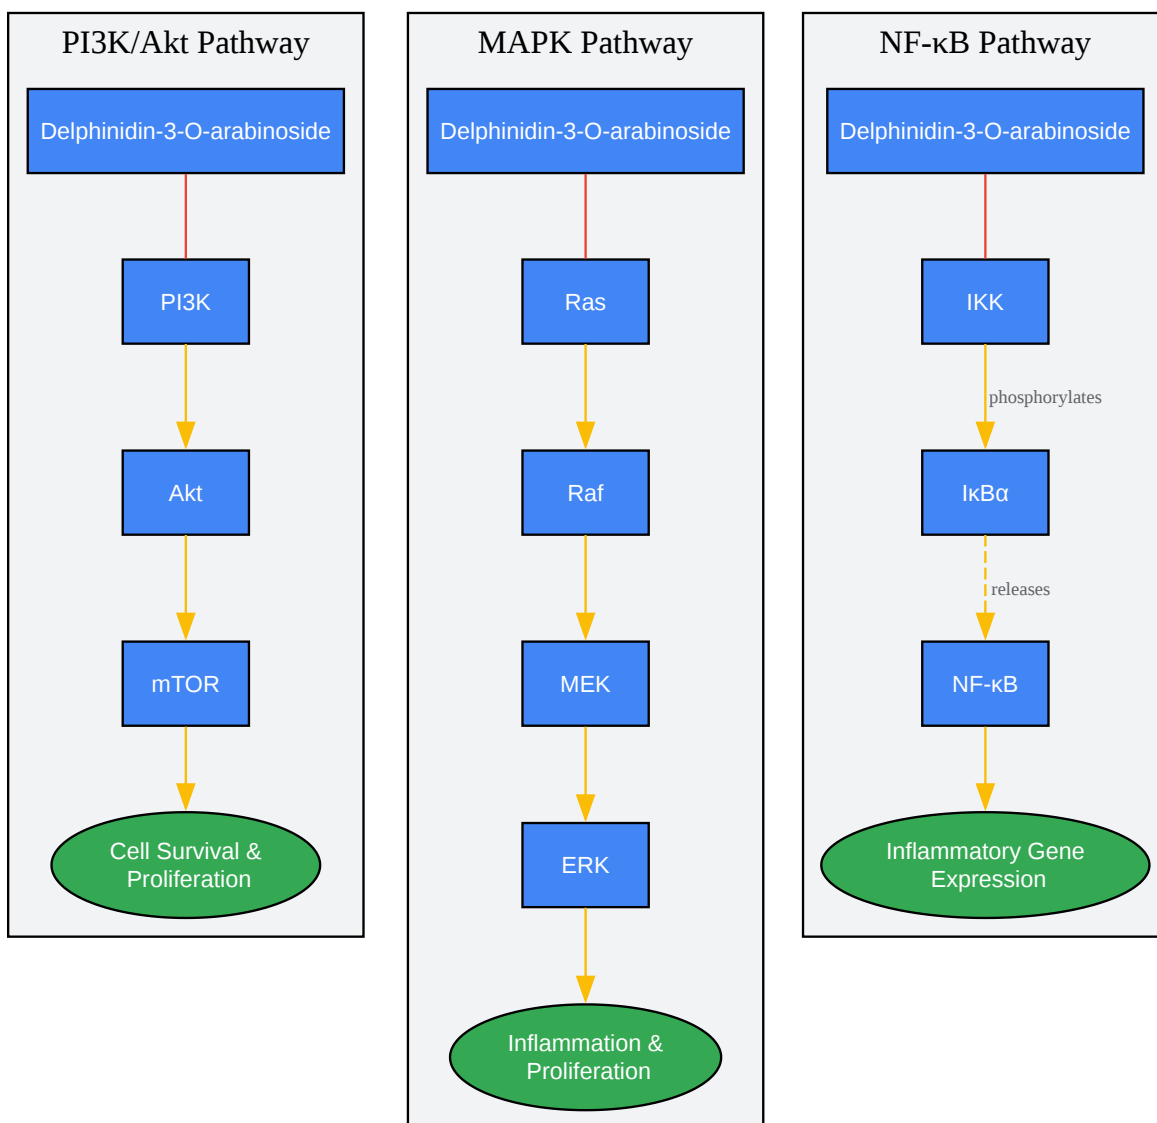 PI3K/Akt Pathway
Delphinidin-3-O-arabinoside
PI3K
Akt
mTOR
Cell Survival &
Proliferation
MAPK Pathway
Delphinidin-3-O-arabinoside
Ras
Raf
MEK
ERK
Inflammation &
Proliferation
NF-κB Pathway
Delphinidin-3-O-arabinoside
IKK
phosphorylates
IκBα
releases
NF-κB
Inflammatory Gene
Expression